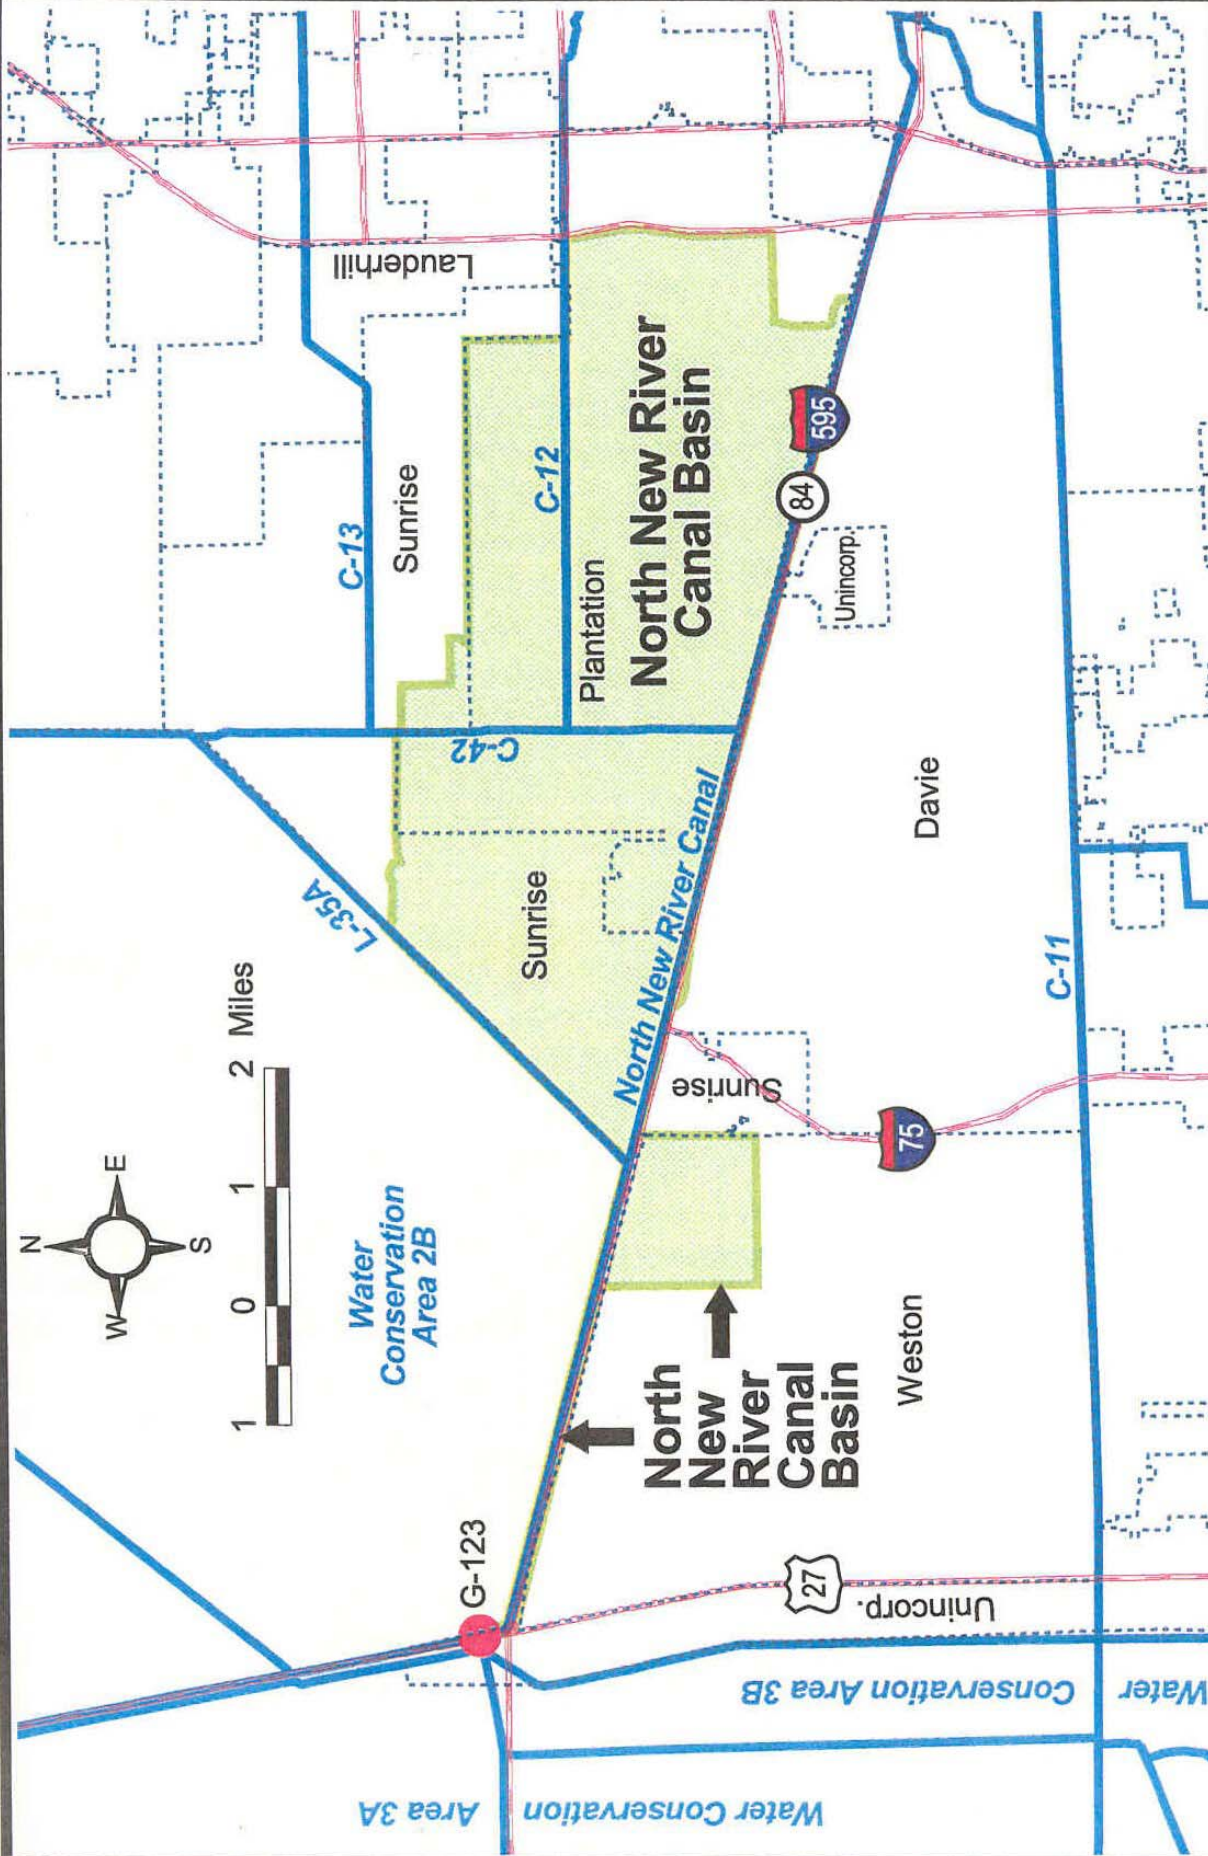 N
W
E
S
1
0
1
2
Miles
Water
Conservation
Area 2B
L-35A
C-13
Sunrise
Lauderhill
C-42
C-12
Sunrise
Plantation
North New River
Canal Basin
G-123
North New River Canal
North
New
River
Canal
Basin
Sunrise
84
595
Unincorp.
27
Unincorp.
75
Weston
Davie
C-11
Water Conservation
Area 3A
Water
Conservation Area 3B